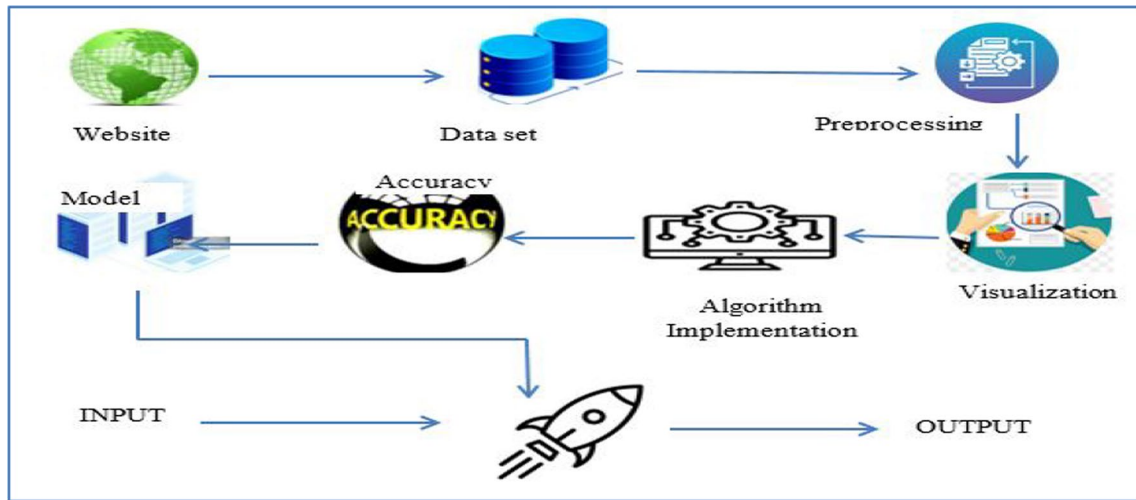 Website
Data set
Preprocessing
Model
Accuracy
ACCURACY
Algorithm
Implementation
Visualization
INPUT
OUTPUT